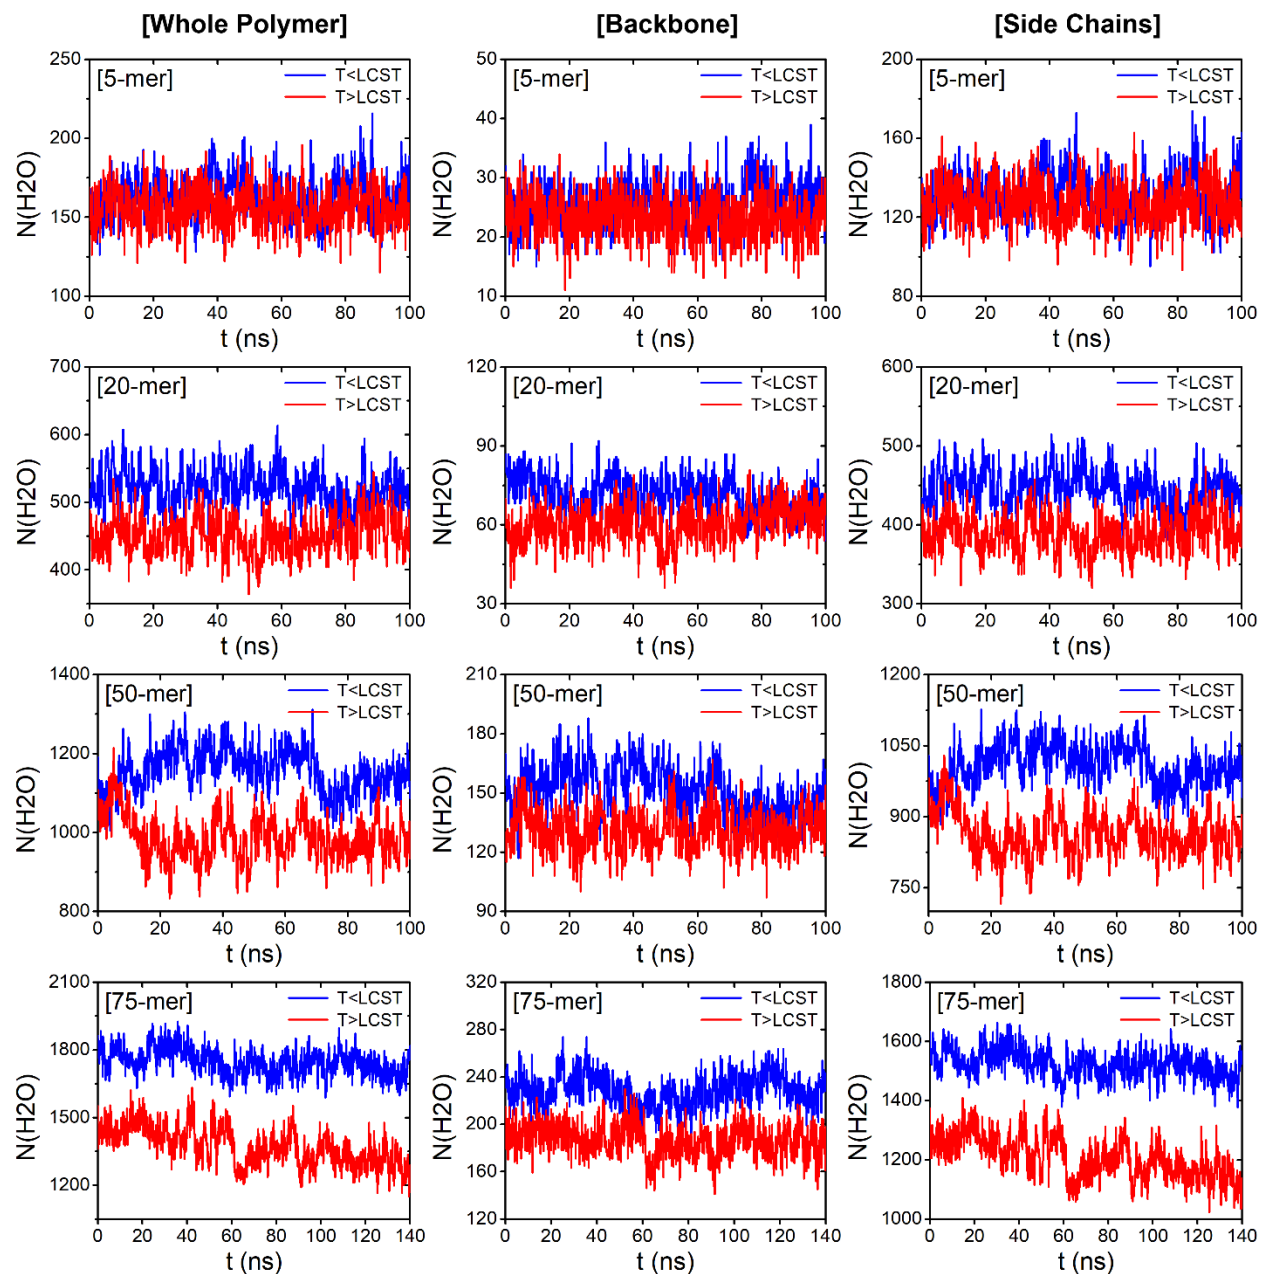 [Whole Polymer] [Backbone] [Side Chains]
[5-mer] T<LCST T>LCST
N(H2O)
250
200
150
100
0 20 40 60 80 100
t (ns)
[5-mer] T<LCST T>LCST
N(H2O)
50
40
30
20
10
0 20 40 60 80 100
t (ns)
[5-mer] T<LCST T>LCST
N(H2O)
200
160
120
80
0 20 40 60 80 100
t (ns)
[20-mer] T<LCST T>LCST
N(H2O)
700
600
500
400
0 20 40 60 80 100
t (ns)
[20-mer] T<LCST T>LCST
N(H2O)
120
90
60
30
0 20 40 60 80 100
t (ns)
[20-mer] T<LCST T>LCST
N(H2O)
600
500
400
300
0 20 40 60 80 100
t (ns)
[50-mer] T<LCST T>LCST
N(H2O)
1400
1200
1000
800
0 20 40 60 80 100
t (ns)
[50-mer] T<LCST T>LCST
N(H2O)
210
180
150
120
90
0 20 40 60 80 100
t (ns)
[50-mer] T<LCST T>LCST
N(H2O)
1200
1050
900
750
0 20 40 60 80 100
t (ns)
[75-mer] T<LCST T>LCST
N(H2O)
2100
1800
1500
1200
0 20 40 60 80 100 120 140
t (ns)
[75-mer] T<LCST T>LCST
N(H2O)
320
280
240
200
160
120
0 20 40 60 80 100 120 140
t (ns)
[75-mer] T<LCST T>LCST
N(H2O)
1800
1600
1400
1200
1000
0 20 40 60 80 100 120 140
t (ns)